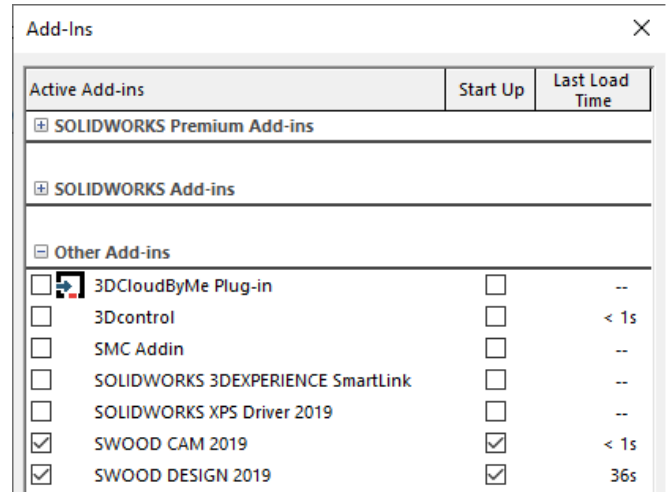 Add-Ins
Active Add-ins Start Up Last Load Time
SOLIDWORKS Premium Add-ins
SOLIDWORKS Add-ins
Other Add-ins
3DCloudByMe Plug-in --
3Dcontrol < 1s
SMC Addin --
SOLIDWORKS 3DEXPERIENCE SmartLink --
SOLIDWORKS XPS Driver 2019 --
SWOOD CAM 2019 < 1s
SWOOD DESIGN 2019 36s